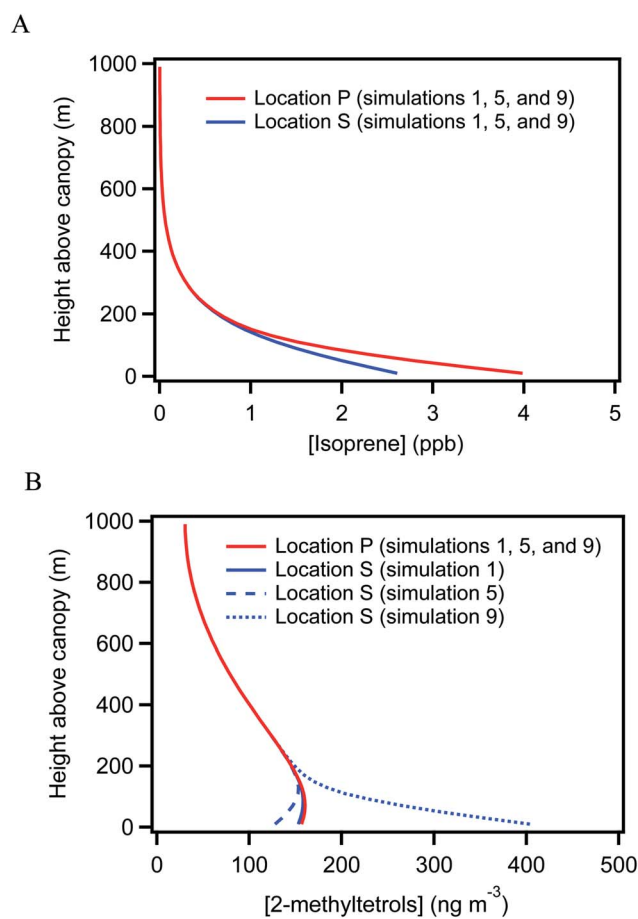 A
1000
800
600
400
200
0
Height above canopy (m)
Location P (simulations 1, 5, and 9)
Location S (simulations 1, 5, and 9)
0 1 2 3 4 5
[Isoprene] (ppb)
B
1000
800
600
400
200
0
Height above canopy (m)
Location P (simulations 1, 5, and 9)
Location S (simulation 1)
Location S (simulation 5)
Location S (simulation 9)
0 100 200 300 400 500
[2-methyltetrols] (ng m⁻³)